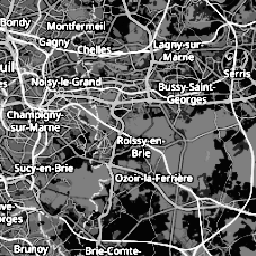 Bondy
Montfermeil
Gagny
Chelles
Lagny-sur-
Marne
Serris
Noisy-le-Grand
Bussy-Saint-
Georges
Champigny-
sur-Marne
Roissy-en-
Brie
Sucy-en-Brie
Ozoir-la-Ferrière
Brunoy
Brie-Comte-